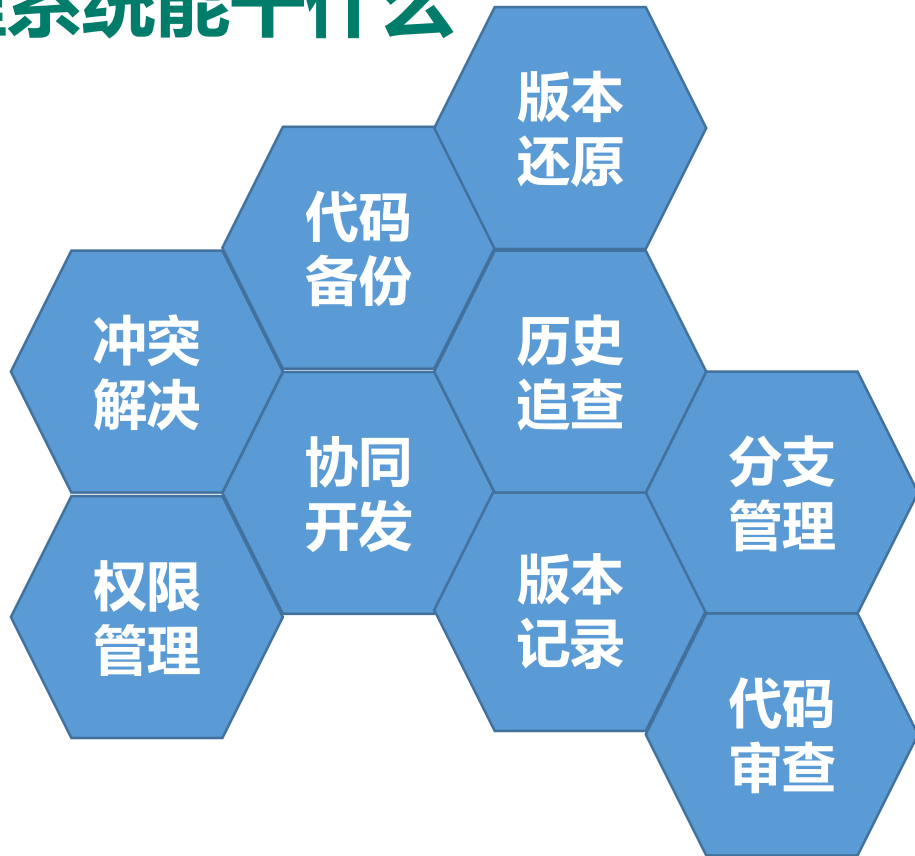 系统能干什么
版本
还原
代码
备份
冲突
解决
历史
追查
协同
开发
分支
管理
版本
记录
权限
管理
代码
审查